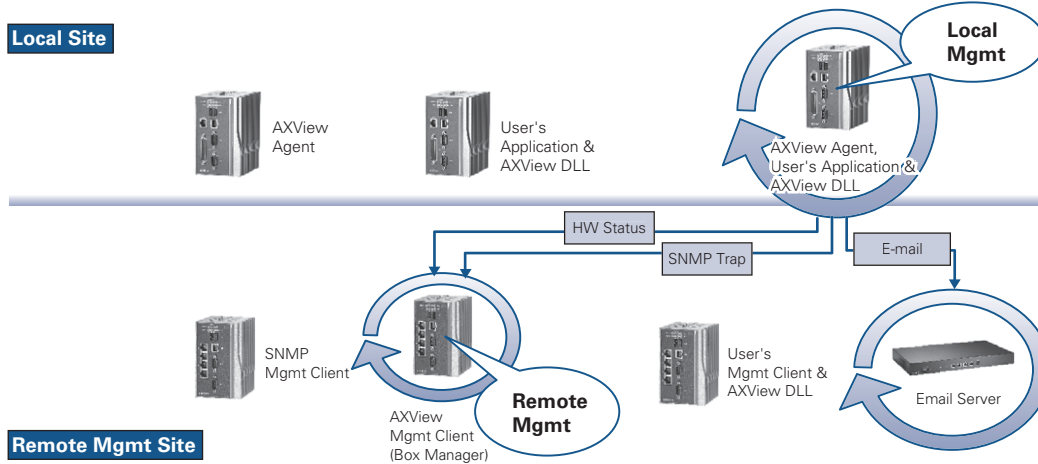 Local Site
Local
Mgmt
AXView
Agent
User's
Application &
AXView DLL
AXView Agent,
User's Application &
AXView DLL
HW Status
SNMP Trap
E-mail
SNMP
Mgmt Client
AXView
Mgmt Client
(Box Manager)
Remote
Mgmt
User's
Mgmt Client &
AXView DLL
Email Server
Remote Mgmt Site